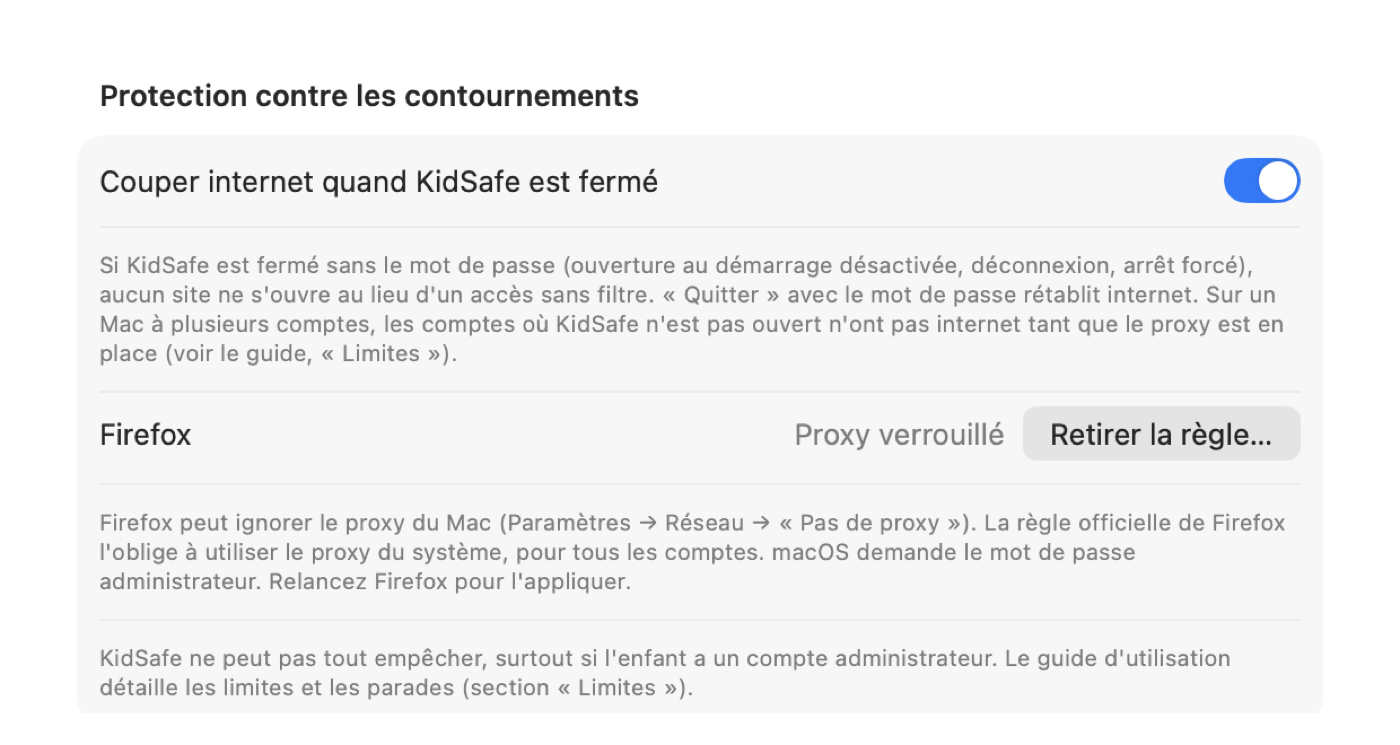 Protection contre les contournements
Couper internet quand KidSafe est fermé
Si KidSafe est fermé sans le mot de passe (ouverture au démarrage désactivée, déconnexion, arrêt forcé),
aucun site ne s'ouvre au lieu d'un accès sans filtre. « Quitter » avec le mot de passe rétablit internet. Sur un
Mac à plusieurs comptes, les comptes où KidSafe n'est pas ouvert n'ont pas internet tant que le proxy est en
place (voir le guide, « Limites »).
Firefox Proxy verrouillé Retirer la règle...
Firefox peut ignorer le proxy du Mac (Paramètres → Réseau → « Pas de proxy »). La règle officielle de Firefox
l'oblige à utiliser le proxy du système, pour tous les comptes. macOS demande le mot de passe
administrateur. Relancez Firefox pour l'appliquer.
KidSafe ne peut pas tout empêcher, surtout si l'enfant a un compte administrateur. Le guide d'utilisation
détaille les limites et les parades (section « Limites »).